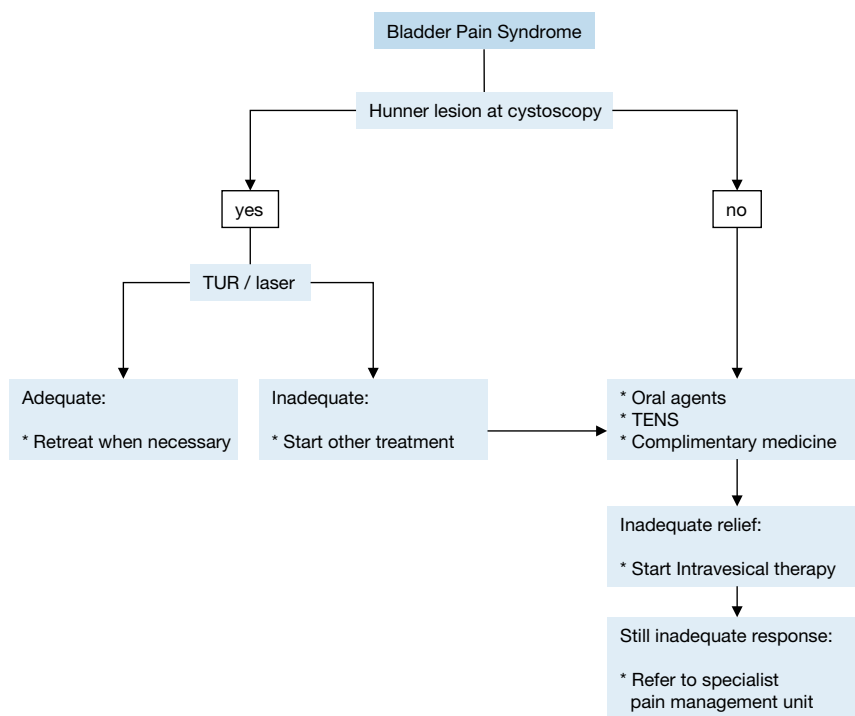 Bladder Pain Syndrome
Hunner lesion at cystoscopy
yes
no
TUR / laser
Adequate:
* Retreat when necessary
Inadequate:
* Start other treatment
* Oral agents
* TENS
* Complimentary medicine
Inadequate relief:
* Start Intravesical therapy
Still inadequate response:
* Refer to specialist
pain management unit